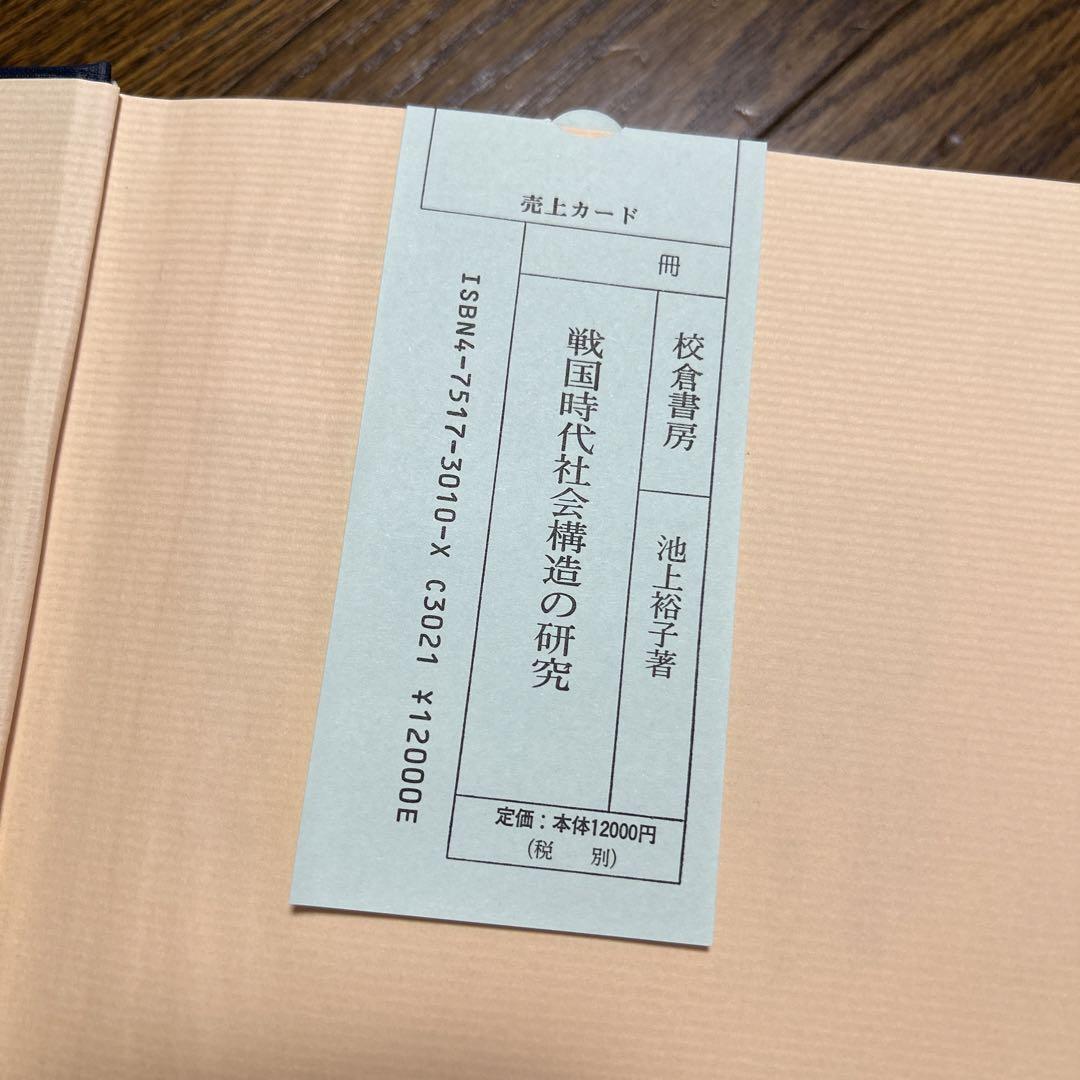 売上カード
冊
校倉書房
池上裕子著
戦国時代社会構造の研究
ISBN4-7517-3010-X C3021 ¥12000E
定価：本体12000円
(税 別)